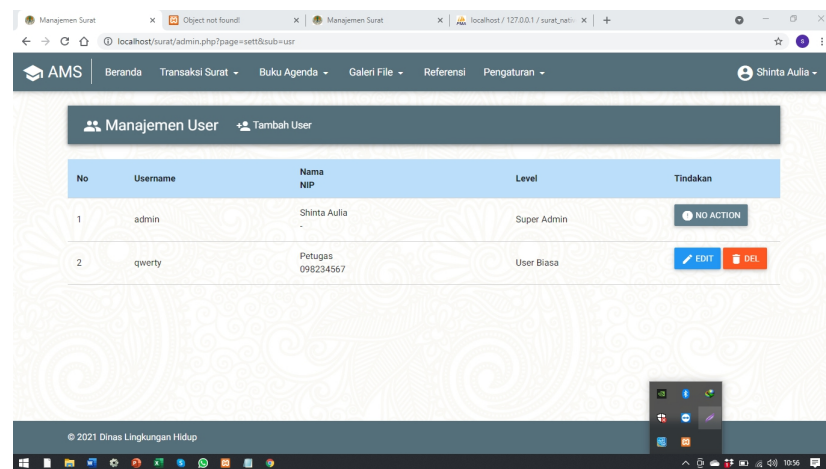 Manajemen Surat
Object not found!
Manajemen Surat
localhost / 127.0.0.1 / surat_nati
localhost/surat/admin.php?page=sett&sub=usr
S
AMS
Beranda
Transaksi Surat
Buku Agenda
Galeri File
Referensi
Pengaturan
Shinta Aulia
Manajemen User
Tambah User
No Username Nama Level Tindakan
NIP
1 admin Shinta Aulia Super Admin NO ACTION
-
2 qwerty Petugas User Biasa EDIT DEL
098234567
© 2021 Dinas Lingkungan Hidup
10:56